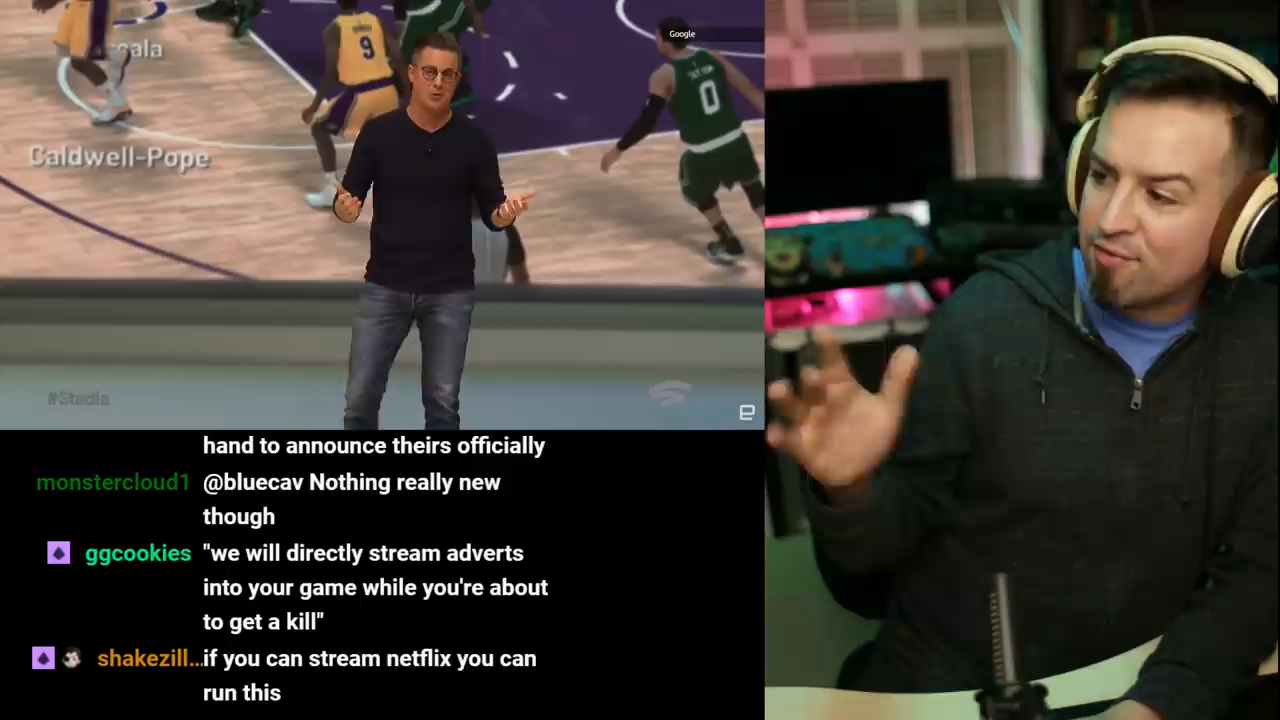 Google
9
0
Caldwell-Pope
#Stadia
hand to announce theirs officially
monstercloud1 @bluecav Nothing really new
though
ggcookies "we will directly stream adverts
into your game while you're about
to get a kill"
shakezill... if you can stream netflix you can
run this